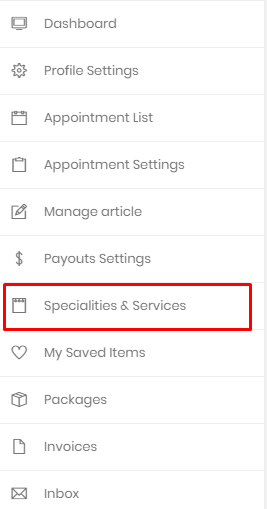 Dashboard
Profile Settings
Appointment List
Appointment Settings
Manage article
Payouts Settings
Specialities & Services
My Saved Items
Packages
Invoices
Inbox